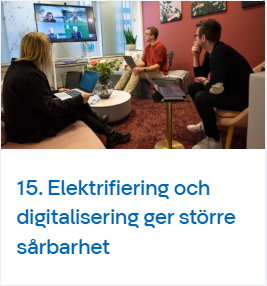 15. Elektrifiering och
digitalisering ger större
sårbarhet